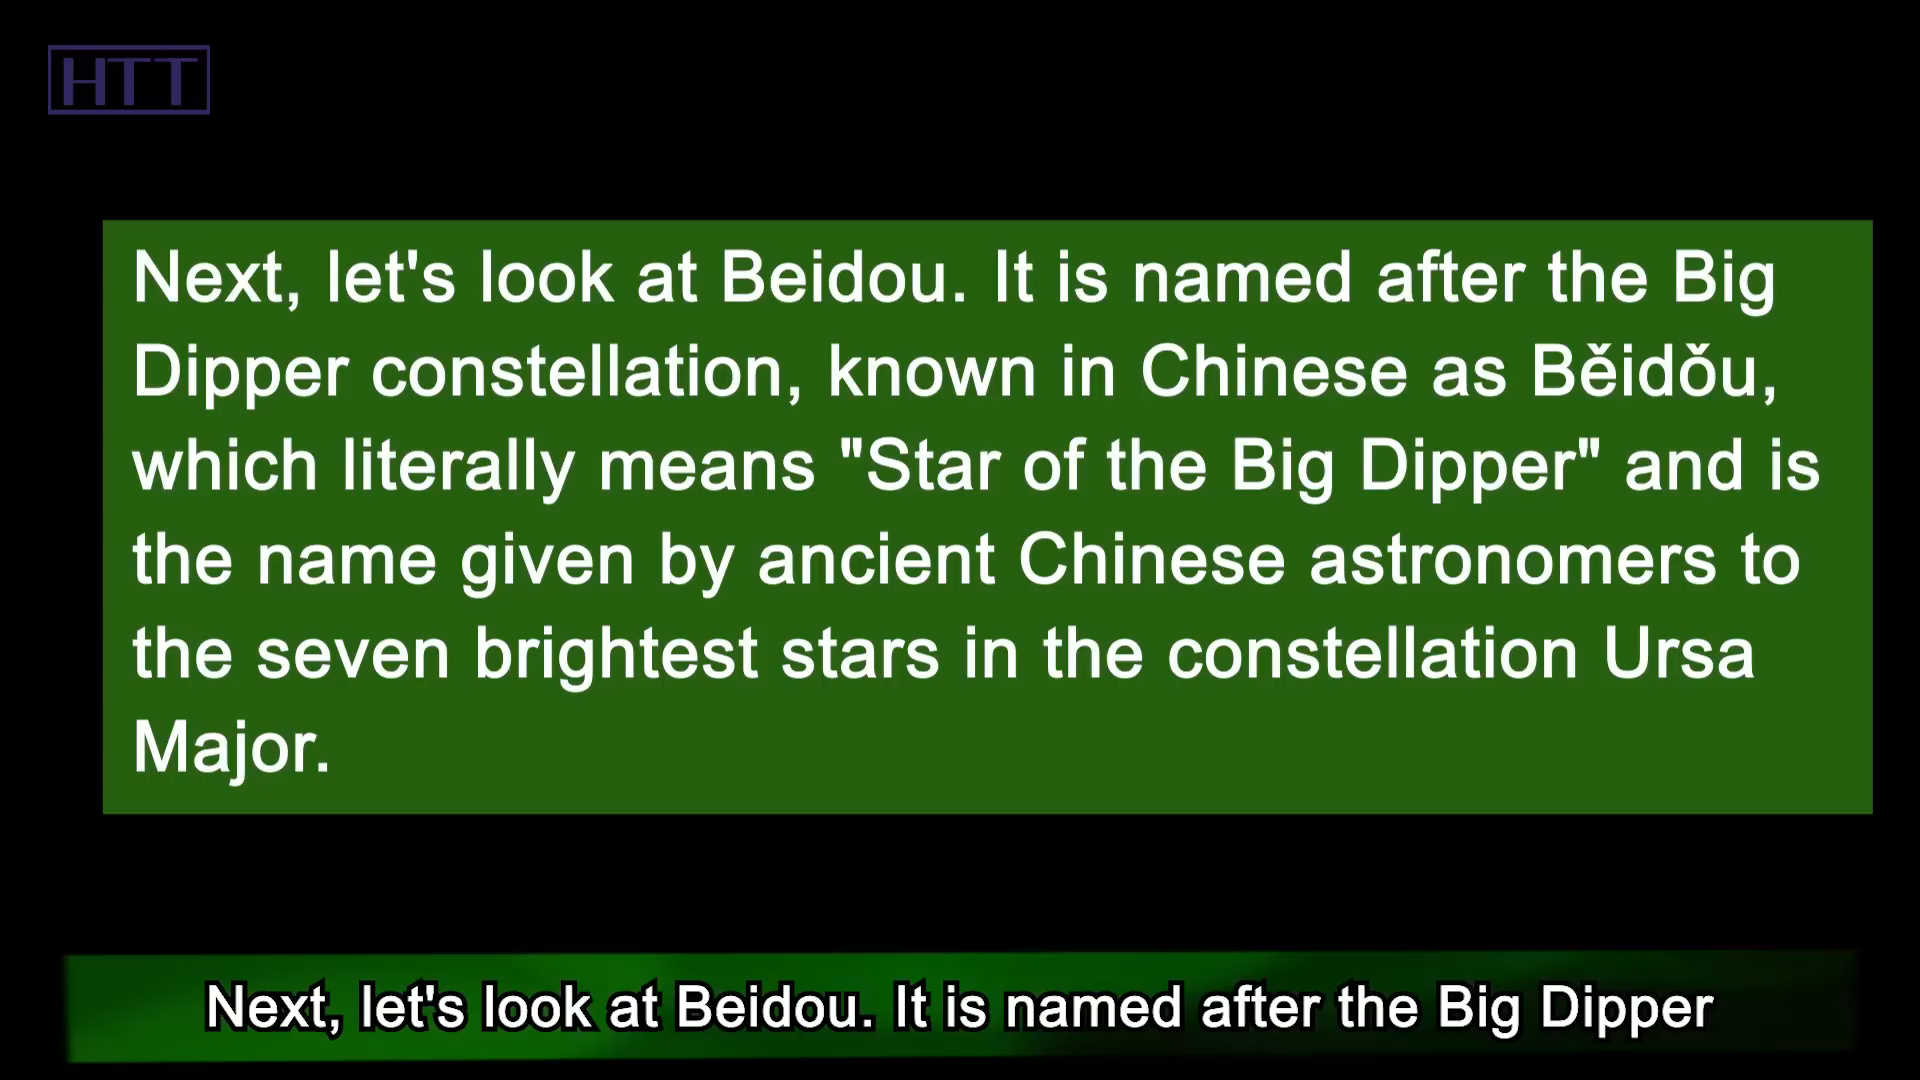 HTT
Next, let's look at Beidou. It is named after the Big
Dipper constellation, known in Chinese as Běidǒu,
which literally means "Star of the Big Dipper" and is
the name given by ancient Chinese astronomers to
the seven brightest stars in the constellation Ursa
Major.
Next, let's look at Beidou. It is named after the Big Dipper